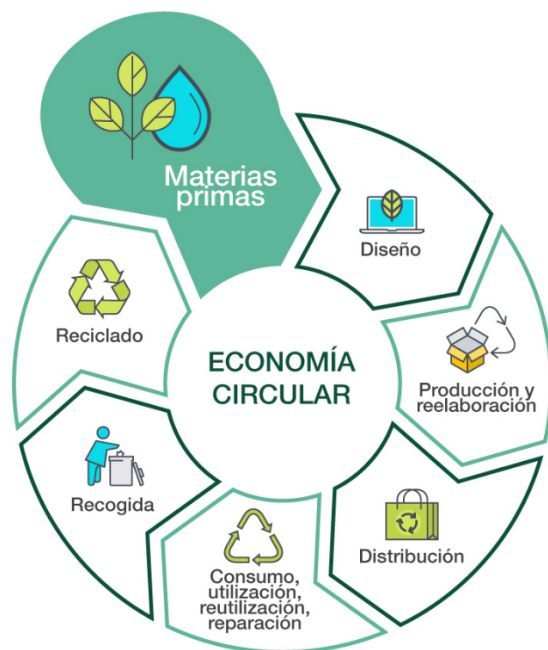 Materias
primas
Diseño
Producción y
reelaboración
Distribución
Consumo,
utilización,
reutilización,
reparación
Recogida
Reciclado
ECONOMÍA
CIRCULAR